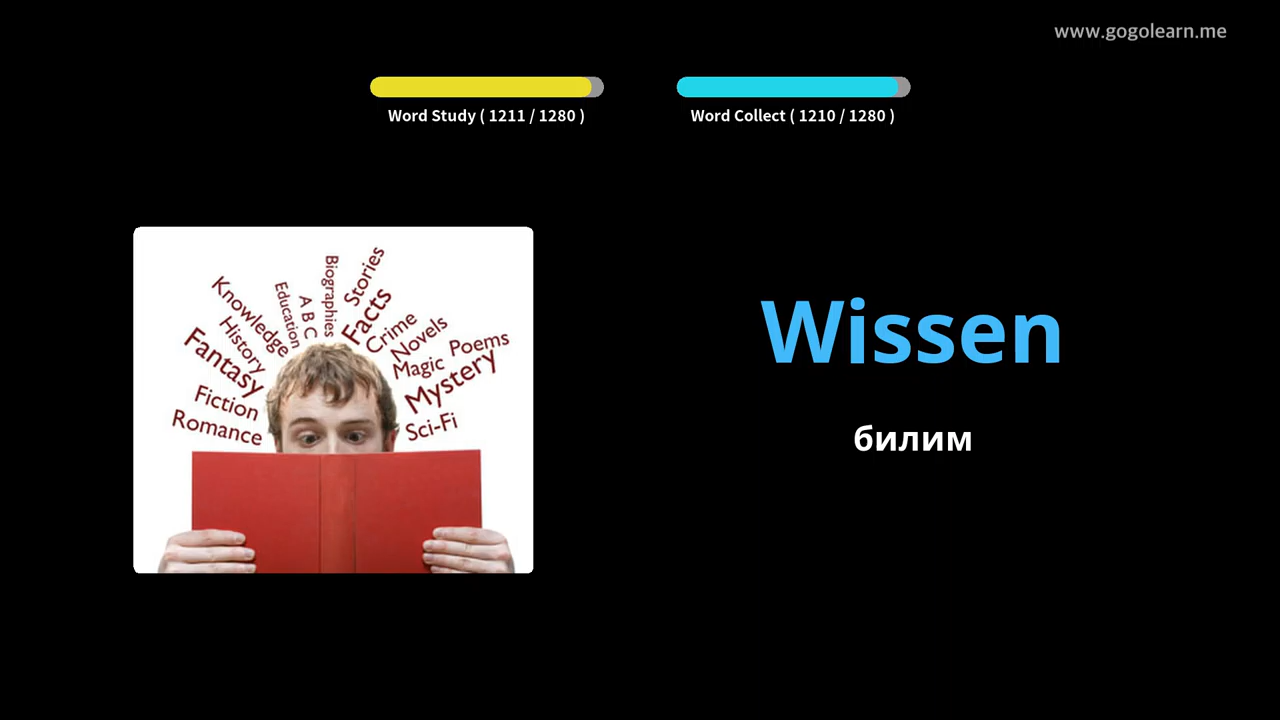 www.gogolearn.me
Word Study ( 1211 / 1280 )
Word Collect ( 1210 / 1280 )
Wissen
билим
Biographies
Stories
Education
A B C
Facts
Knowledge
History
Crime
Novels
Poems
Fantasy
Magic
Mystery
Fiction
Romance
Sci-Fi